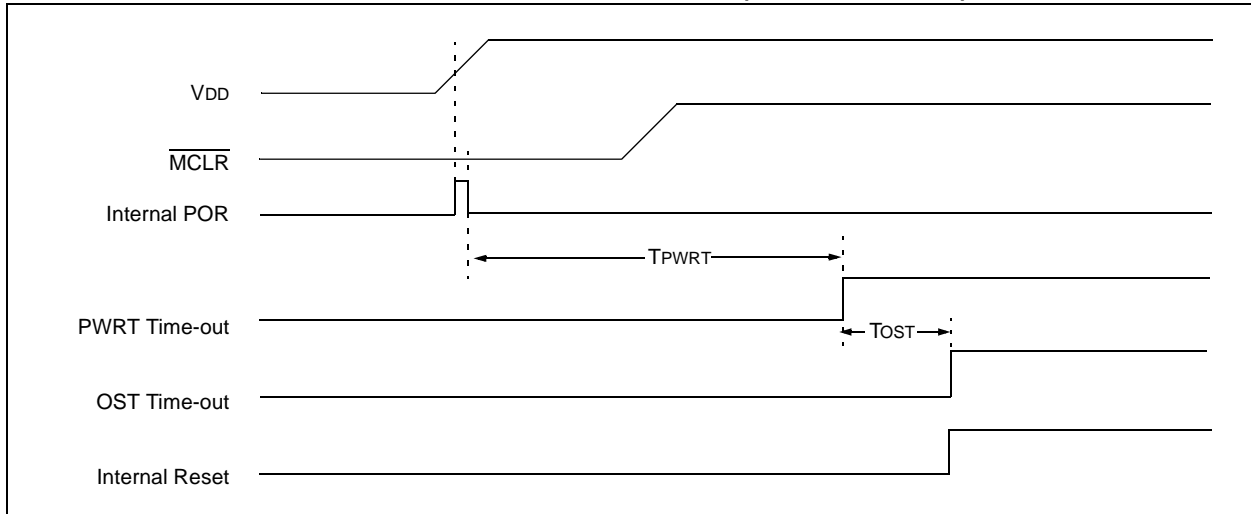 VDD
MCLR
Internal POR
TPWRT
PWRT Time-out
TOST
OST Time-out
Internal Reset